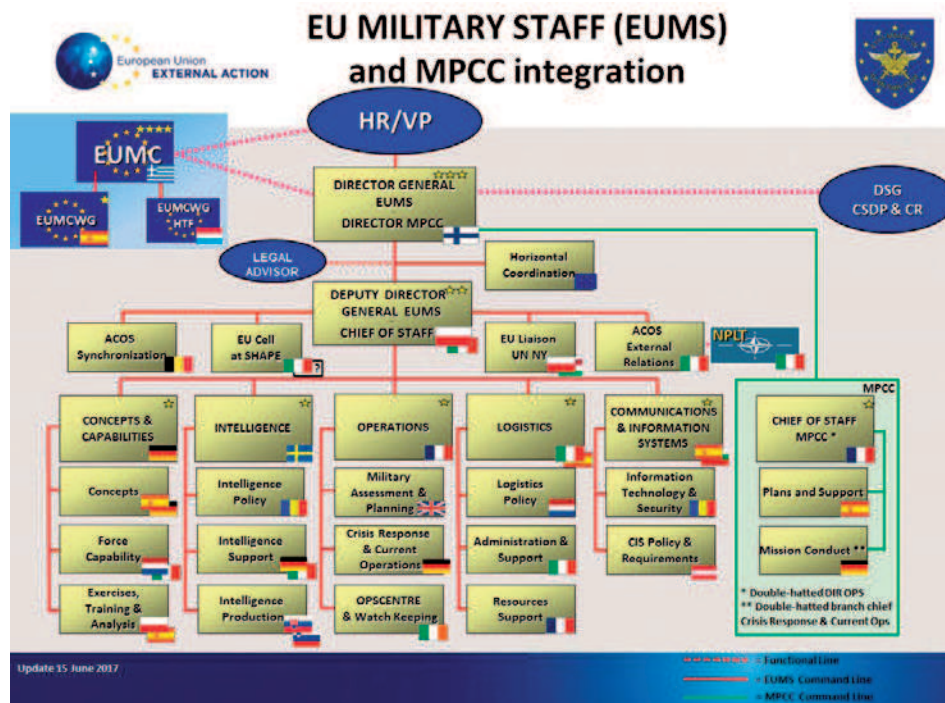 EU MILITARY STAFF (EUMS)
and MPCC integration
European Union
EXTERNAL ACTION
HR/VP
EUMC
EUMCWG
EUMCWG
HTF
DIRECTOR GENERAL
EUMS
DIRECTOR MPCC
DSG
CSDP & CR
LEGAL
ADVISOR
Horizontal
Coordination
DEPUTY DIRECTOR
GENERAL EUMS
CHIEF OF STAFF
ACOS
Synchronization
EU Cell
at SHAPE
?
EU Liaison
UN NY
ACOS
External
Relations
NPLT
MPCC
CONCEPTS &
CAPABILITIES
INTELLIGENCE
OPERATIONS
LOGISTICS
COMMUNICATIONS
& INFORMATION
SYSTEMS
CHIEF OF STAFF
MPCC *
Concepts
Intelligence
Policy
Military
Assessment &
Planning
Logistics
Policy
Information
Technology &
Security
Plans and Support
Force
Capability
Intelligence
Support
Crisis Response
& Current
Operations
Administration &
Support
CIS Policy &
Requirements
Mission Conduct **
Exercises,
Training &
Analysis
Intelligence
Production
OPSCENTRE
& Watch Keeping
Resources
Support
* Double-hatted DIR OPS
** Double-hatted branch chief
Crisis Response & Current Ops
Update 15 June 2017
= Functional Line
= EUMS Command Line
= MPCC Command Line